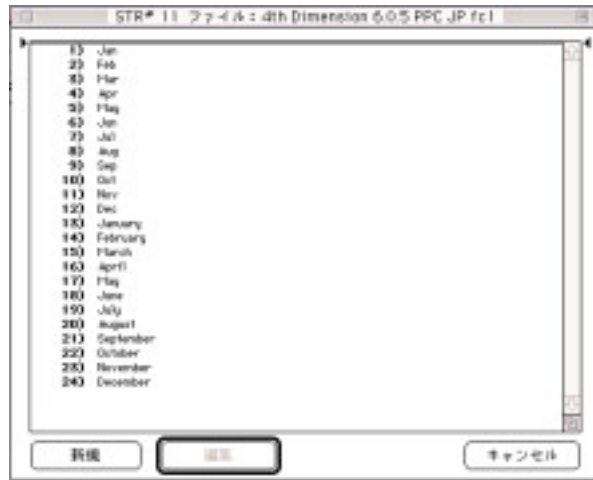 STR# 11 ファイル：4th Dimension 6.0.5 PPC JP fcl
1) Jan
2) Feb
3) Mar
4) Apr
5) May
6) Jun
7) Jul
8) Aug
9) Sep
10) Oct
11) Nov
12) Dec
13) January
14) February
15) March
16) April
17) May
18) June
19) July
20) August
21) September
22) October
23) November
24) December
新規
編集
キャンセル